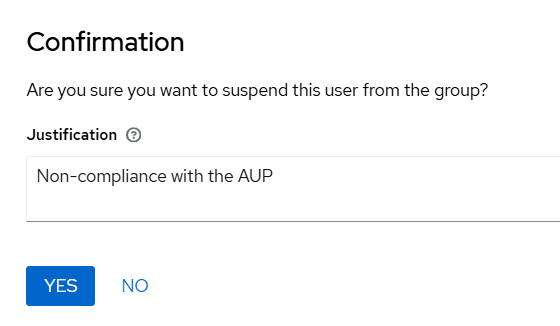 Confirmation
Are you sure you want to suspend this user from the group?
Justification ?
Non-compliance with the AUP
YES NO